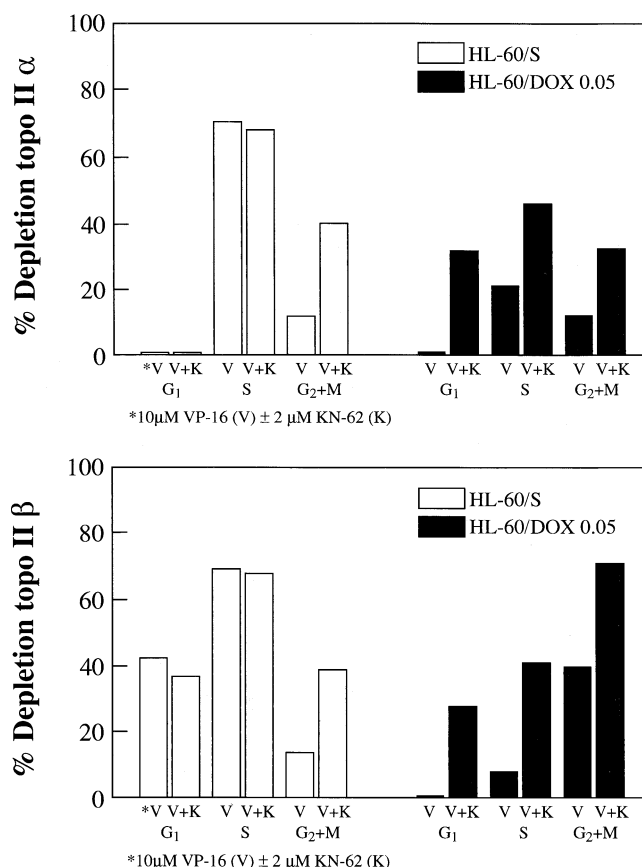 % Depletion topo II α
100
80
60
40
20
0
HL-60/S
HL-60/DOX 0.05
*V V+K V V+K V V+K V V+K V V+K V V+K
G₁ S G₂+M G₁ S G₂+M
*10µM VP-16 (V) ± 2 µM KN-62 (K)
% Depletion topo II β
100
80
60
40
20
0
HL-60/S
HL-60/DOX 0.05
*V V+K V V+K V V+K V V+K V V+K V V+K
G₁ S G₂+M G₁ S G₂+M
*10µM VP-16 (V) ± 2 µM KN-62 (K)